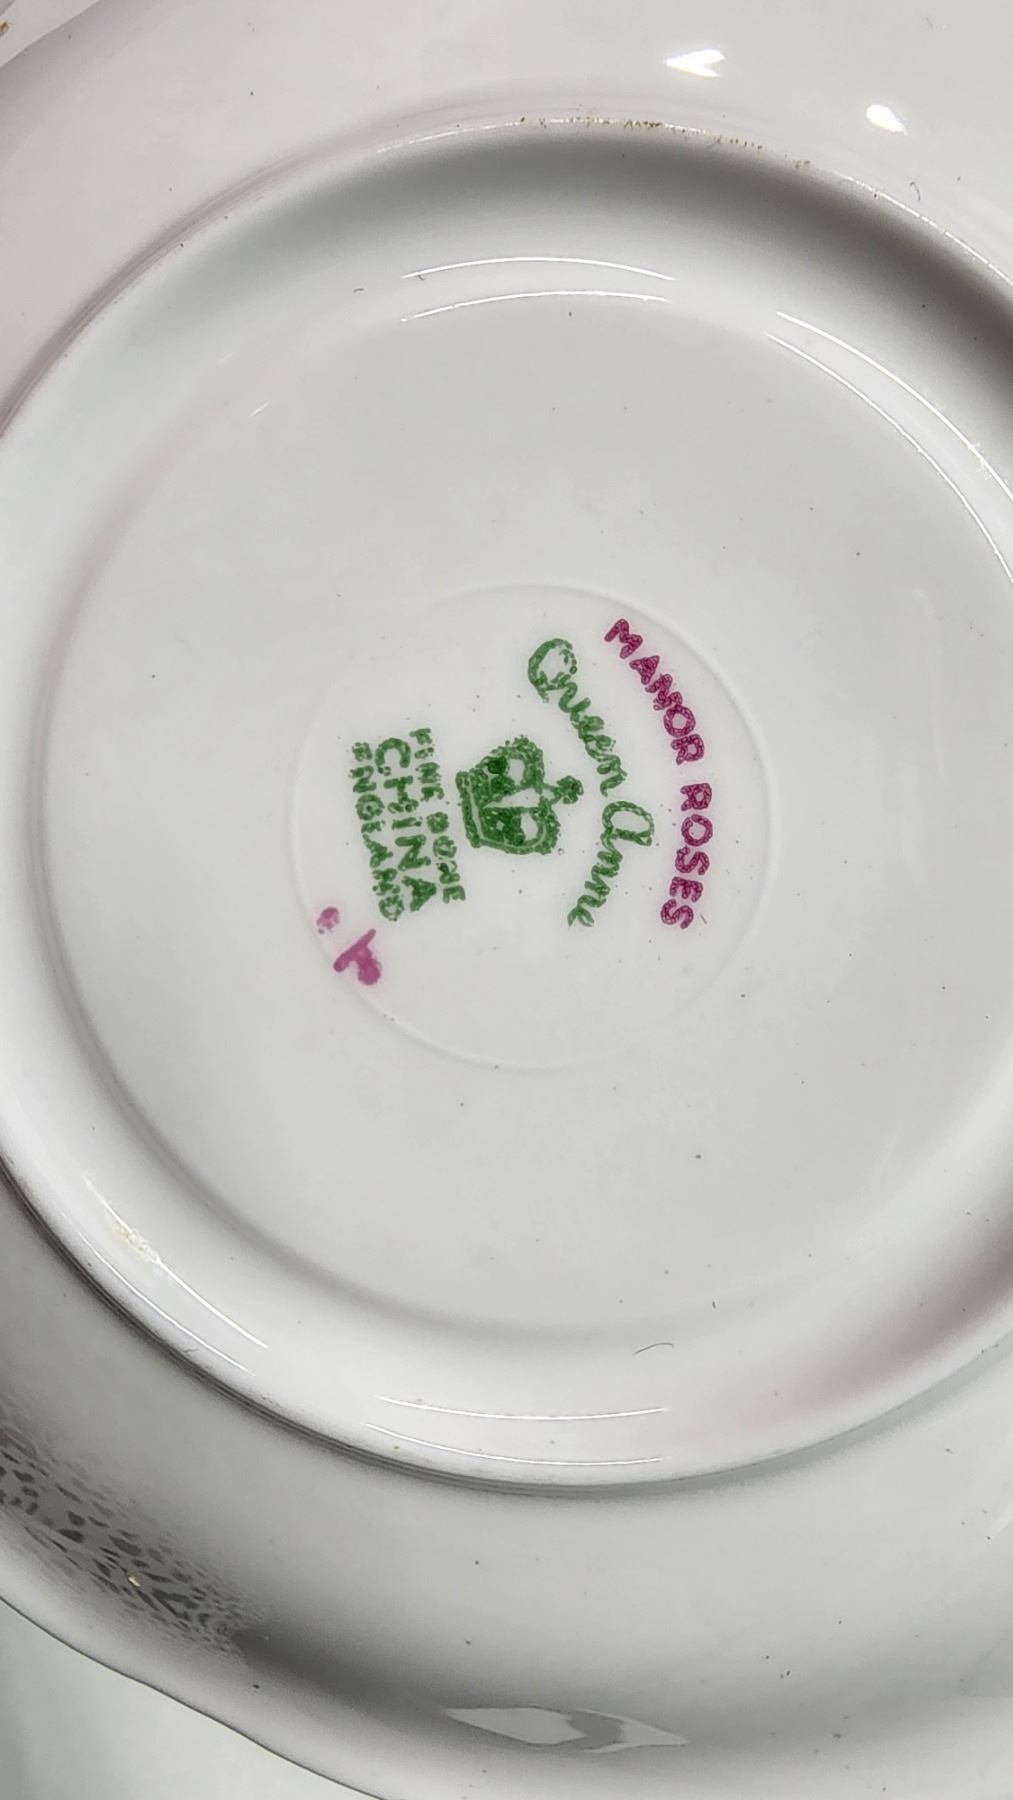 MANOR ROSES
Queen Anne
FINE BONE
CHINA
ENGLAND